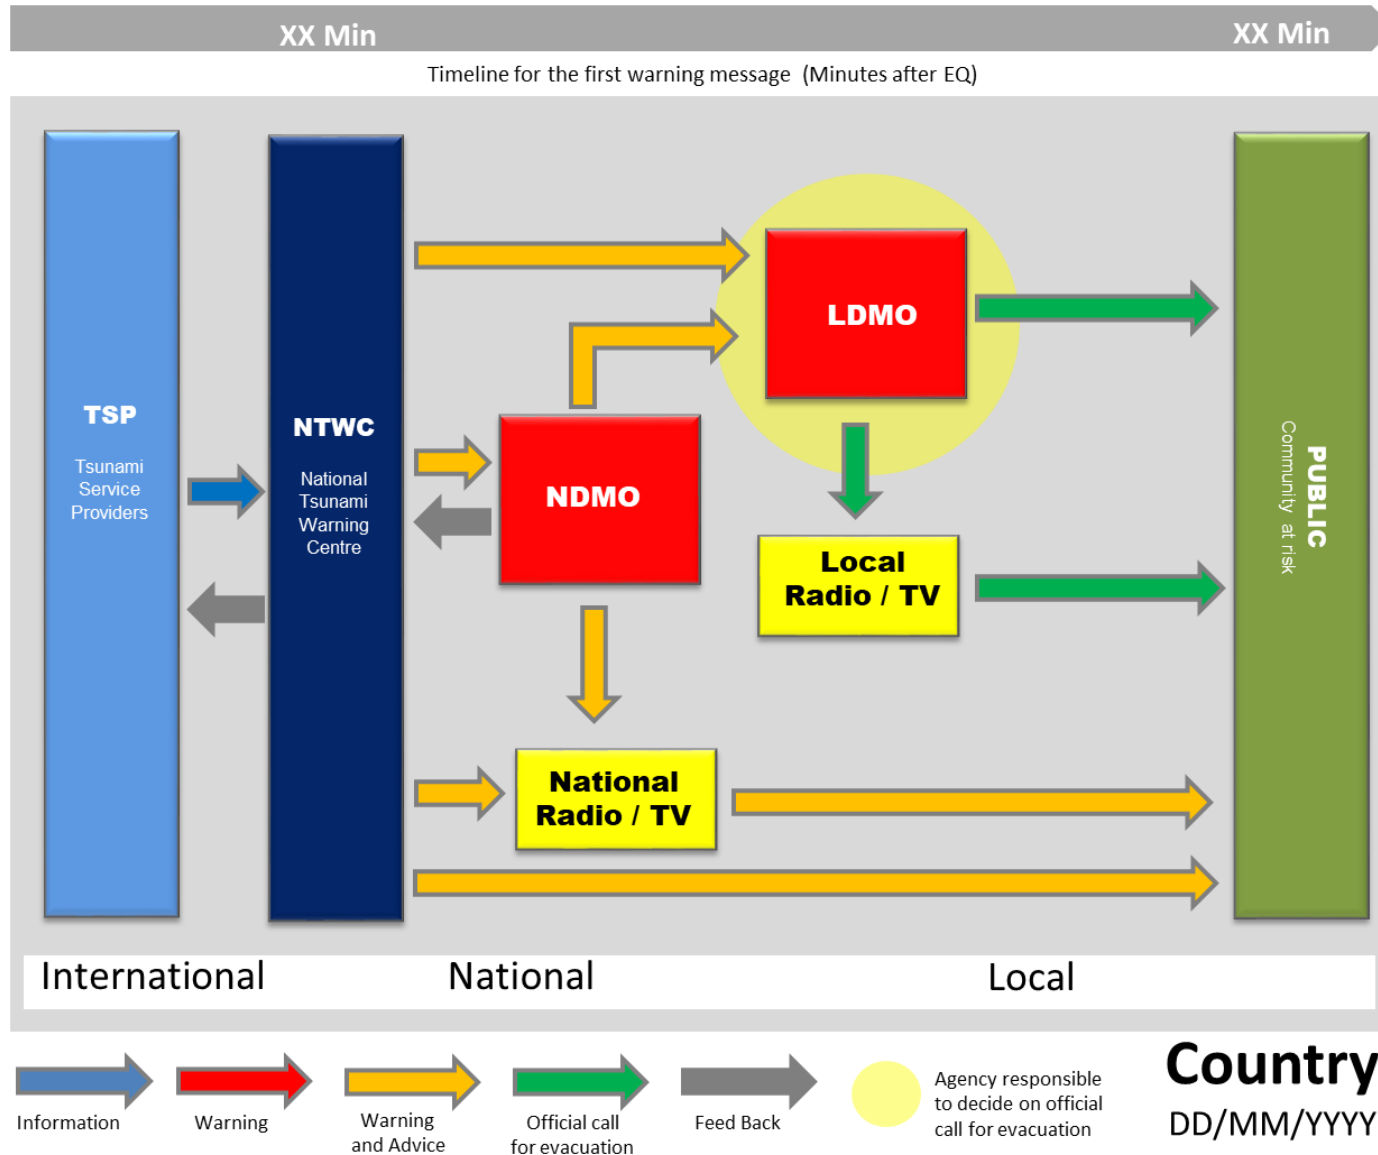 XX Min
XX Min
Timeline for the first warning message  (Minutes after EQ)
TSP
Tsunami
Service
Providers
NTWC
National
Tsunami
Warning
Centre
NDMO
LDMO
Local
Radio / TV
National
Radio / TV
PUBLIC
Community  at risk
International
National
Local
Information
Warning
Warning
and Advice
Official call
for evacuation
Feed Back
Agency responsible
to decide on official
call for evacuation
Country
DD/MM/YYYY